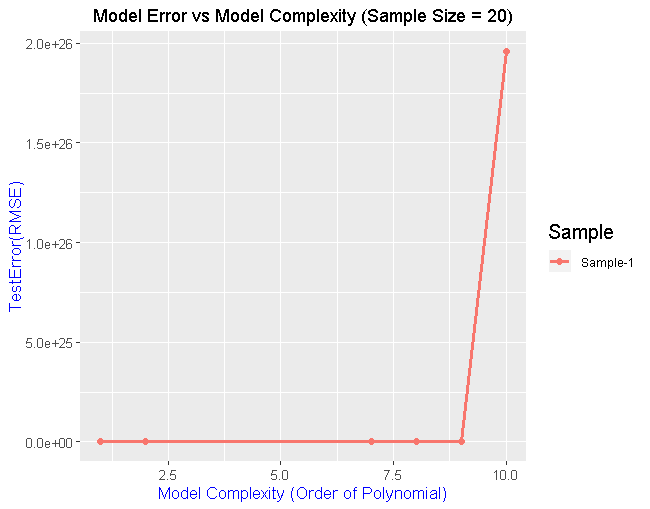 Model Error vs Model Complexity (Sample Size = 20)
2.0e+26
1.5e+26
1.0e+26
5.0e+25
0.0e+00
TestError(RMSE)
2.5 5.0 7.5 10.0
Model Complexity (Order of Polynomial)
Sample
Sample-1